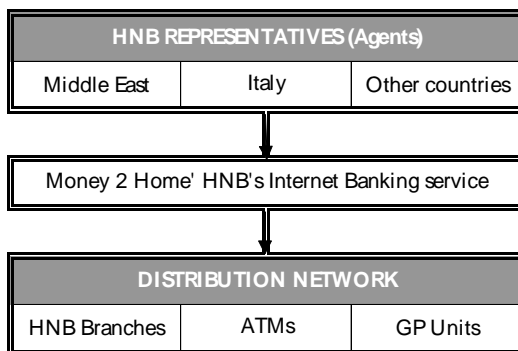 HNB REPRESENTATIVES (Agents)
Middle East Italy Other countries
Money 2 Home' HNB's Internet Banking service
DISTRIBUTION NETWORK
HNB Branches ATMs GP Units